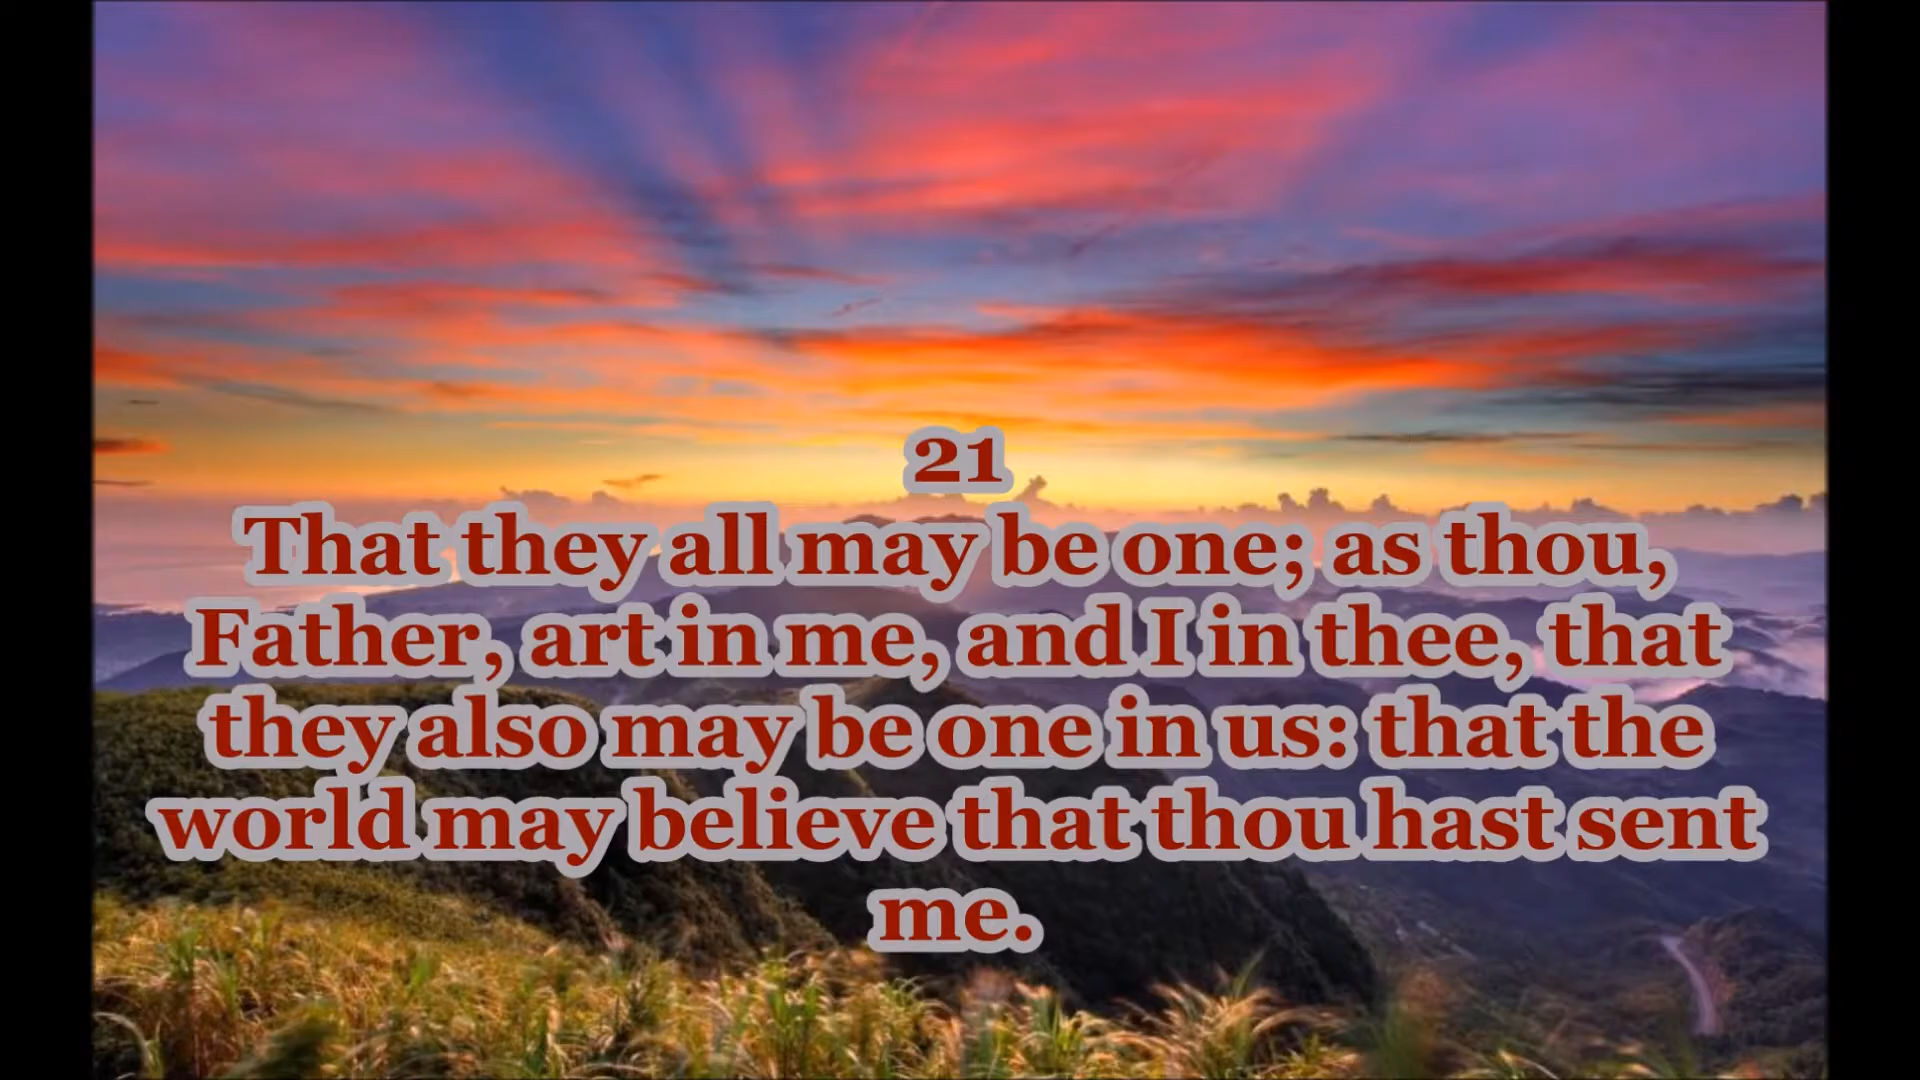 21
That they all may be one; as thou,
Father, art in me, and I in thee, that
they also may be one in us: that the
world may believe that thou hast sent
me.